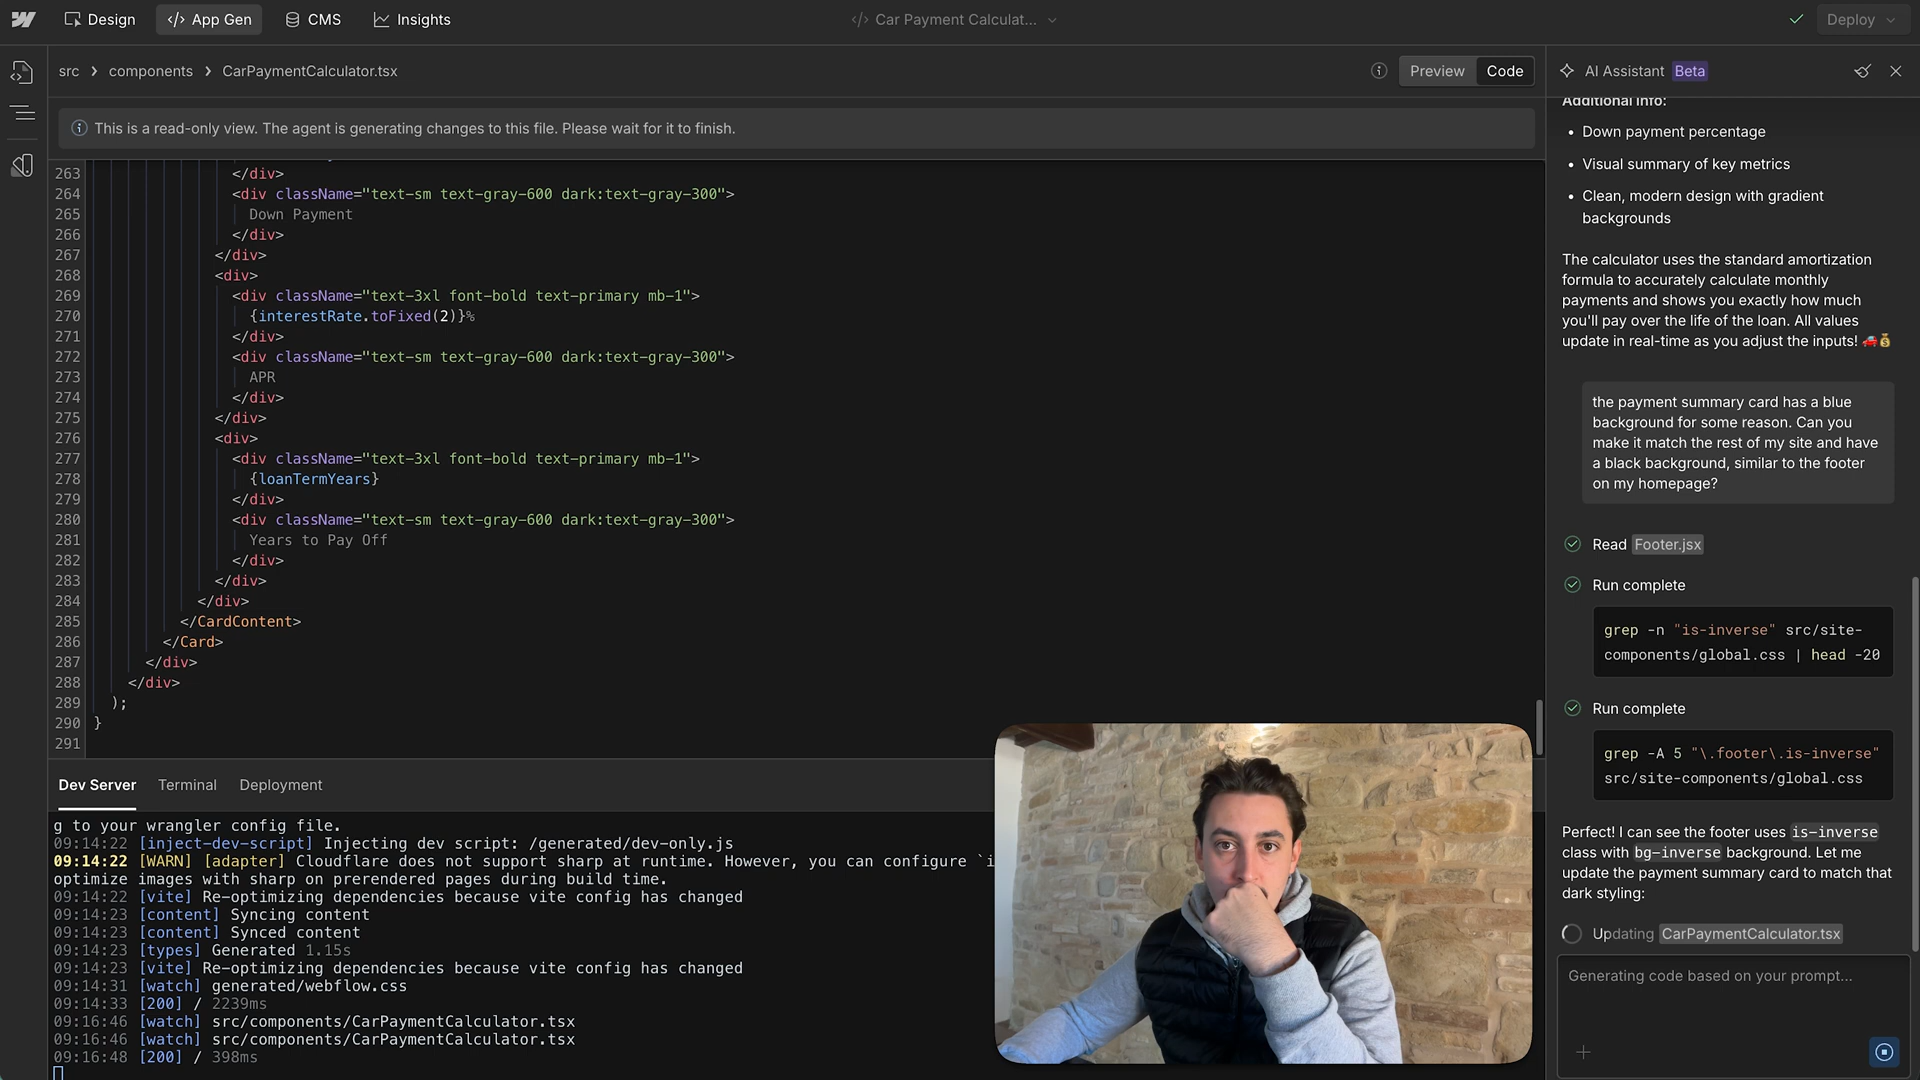 Design
App Gen
CMS
Insights
Car Payment Calculat...
Deploy
src > components > CarPaymentCalculator.tsx
Preview
Code
AI Assistant Beta
This is a read-only view. The agent is generating changes to this file. Please wait for it to finish.
263 </div>
264 <div className="text-sm text-gray-600 dark:text-gray-300">
265 Down Payment
266 </div>
267 </div>
268 <div>
269 <div className="text-3xl font-bold text-primary mb-1">
270 {interestRate.toFixed(2)}%
271 </div>
272 <div className="text-sm text-gray-600 dark:text-gray-300">
273 APR
274 </div>
275 </div>
276 <div>
277 <div className="text-3xl font-bold text-primary mb-1">
278 {loanTermYears}
279 </div>
280 <div className="text-sm text-gray-600 dark:text-gray-300">
281 Years to Pay Off
282 </div>
283 </div>
284 </div>
285 </CardContent>
286 </Card>
287 </div>
288 </div>
289 );
290 }
291
Dev Server
Terminal
Deployment
g to your wrangler config file.
09:14:22 [inject-dev-script] Injecting dev script: /generated/dev-only.js
09:14:22 [WARN] [adapter] Cloudflare does not support sharp at runtime. However, you can configure `i
optimize images with sharp on prerendered pages during build time.
09:14:22 [vite] Re-optimizing dependencies because vite config has changed
09:14:23 [content] Syncing content
09:14:23 [content] Synced content
09:14:23 [types] Generated 1.15s
09:14:23 [vite] Re-optimizing dependencies because vite config has changed
09:14:31 [watch] generated/webflow.css
09:14:33 [200] / 2239ms
09:16:46 [watch] src/components/CarPaymentCalculator.tsx
09:16:46 [watch] src/components/CarPaymentCalculator.tsx
09:16:48 [200] / 398ms
Additional Info:
• Down payment percentage
• Visual summary of key metrics
• Clean, modern design with gradient
backgrounds
The calculator uses the standard amortization
formula to accurately calculate monthly
payments and shows you exactly how much
you'll pay over the life of the loan. All values
update in real-time as you adjust the inputs! 🚗💰
the payment summary card has a blue
background for some reason. Can you
make it match the rest of my site and have
a black background, similar to the footer
on my homepage?
Read Footer.jsx
Run complete
grep -n "is-inverse" src/site-
components/global.css | head -20
Run complete
grep -A 5 "\.footer\.is-inverse"
src/site-components/global.css
Perfect! I can see the footer uses is-inverse
class with bg-inverse background. Let me
update the payment summary card to match that
dark styling:
Updating CarPaymentCalculator.tsx
Generating code based on your prompt...